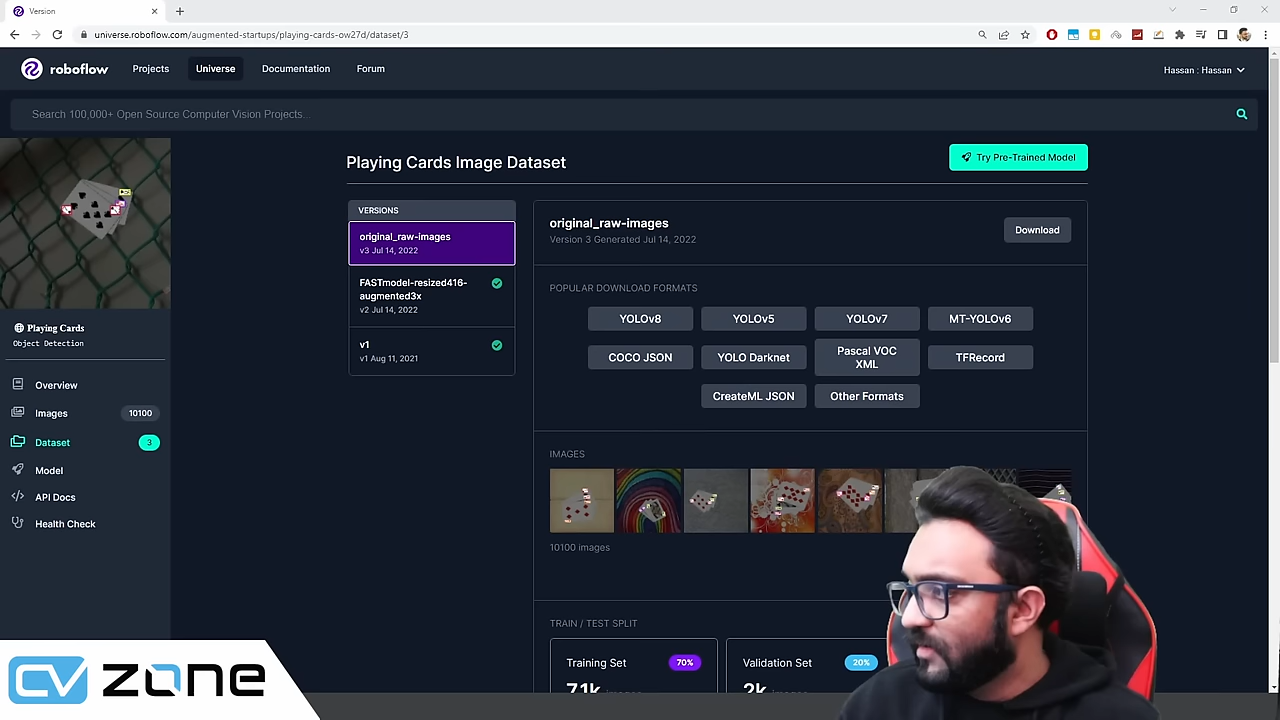 Version
universe.roboflow.com/augmented-startups/playing-cards-ow27d/dataset/3
roboflow
Projects
Universe
Documentation
Forum
Hassan : Hassan
Search 100,000+ Open Source Computer Vision Projects...
Playing Cards Image Dataset
Try Pre-Trained Model
VERSIONS
original_raw-images
v3 Jul 14, 2022
FASTmodel-resized416-
augmented3x
v2 Jul 14, 2022
v1
v1 Aug 11, 2021
original_raw-images
Version 3 Generated Jul 14, 2022
Download
POPULAR DOWNLOAD FORMATS
YOLOv8
YOLOv5
YOLOv7
MT-YOLOv6
COCO JSON
YOLO Darknet
Pascal VOC
XML
TFRecord
CreateML JSON
Other Formats
IMAGES
10100 images
TRAIN / TEST SPLIT
Training Set
70%
7.1k images
Validation Set
20%
2k images
Playing Cards
Object Detection
Overview
Images
10100
Dataset
3
Model
API Docs
Health Check
CV ZONE